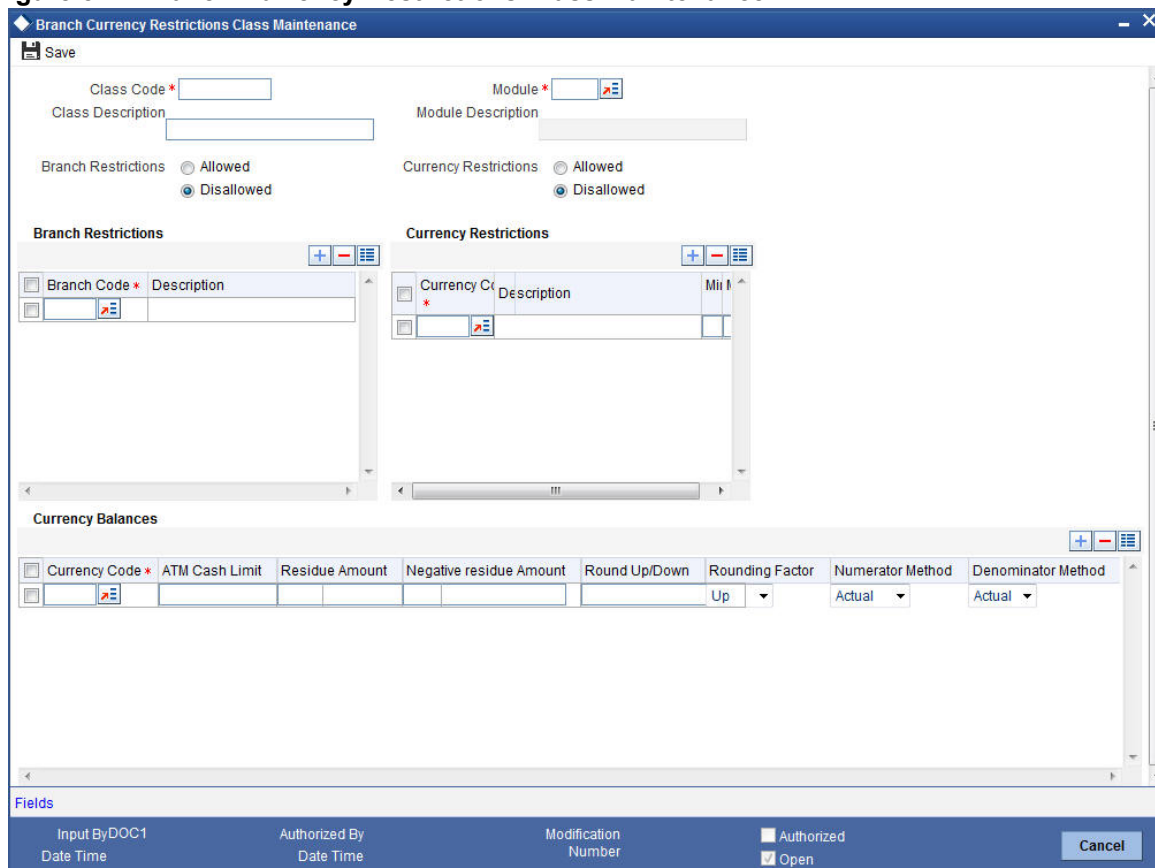 Branch Currency Restrictions Class Maintenance
Save
Class Code *
Module *
Class Description
Module Description
Branch Restrictions Allowed
Disallowed
Currency Restrictions Allowed
Disallowed
Branch Restrictions
Currency Restrictions
Branch Code * Description
Currency *
Description
Currency Balances
Currency Code * ATM Cash Limit Residue Amount Negative residue Amount Round Up/Down Rounding Factor Numerator Method Denominator Method
Up Actual Actual
Fields
Input By DOC1
Date Time
Authorized By
Date Time
Modification
Number
Authorized
Open
Cancel